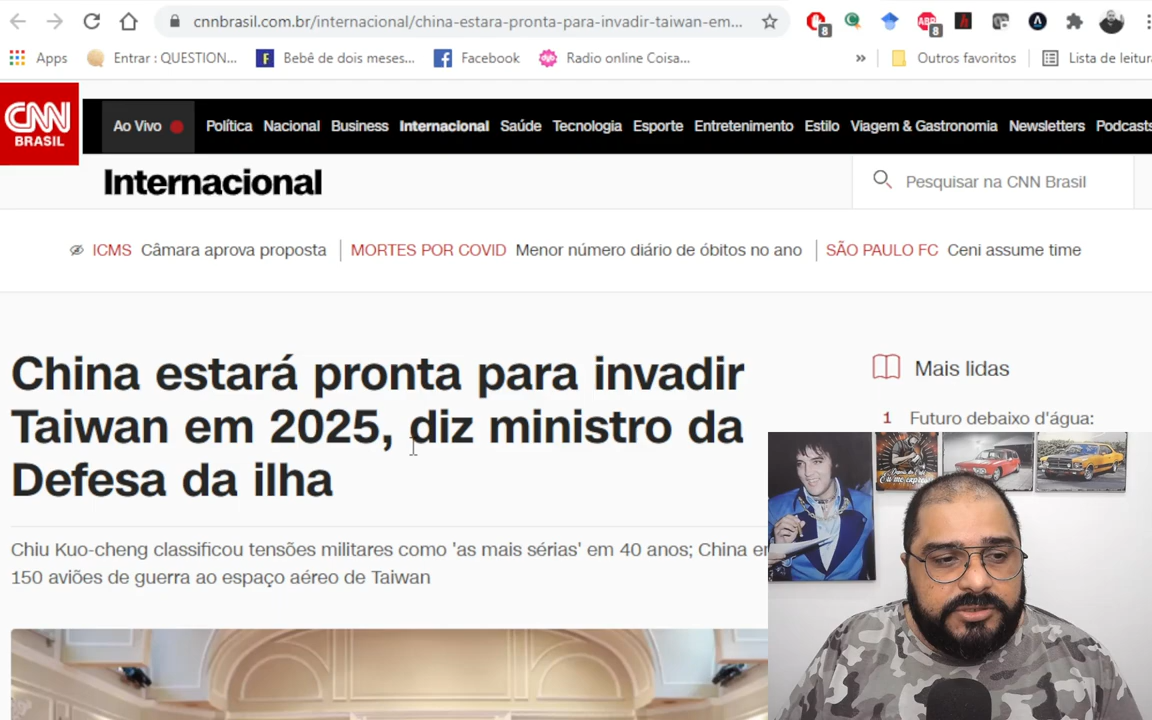 cnnbrasil.com.br/internacional/china-estara-pronta-para-invadir-taiwan-em...
8
ABP
8
Apps
Entrar : QUESTION...
F
Bebê de dois meses...
Facebook
Radio online Coisa...
»
Outros favoritos
Lista de leitur
CNN
BRASIL
Ao Vivo
Política
Nacional
Business
Internacional
Saúde
Tecnologia
Esporte
Entretenimento
Estilo
Viagem & Gastronomia
Newsletters
Podcasts
Internacional
Pesquisar na CNN Brasil
ICMS Câmara aprova proposta
MORTES POR COVID Menor número diário de óbitos no ano
SÃO PAULO FC Ceni assume time
China estará pronta para invadir
Taiwan em 2025, diz ministro da
Defesa da ilha
Mais lidas
1 Futuro debaixo d'água:
Chiu Kuo-cheng classificou tensões militares como 'as mais sérias' em 40 anos; China
150 aviões de guerra ao espaço aéreo de Taiwan